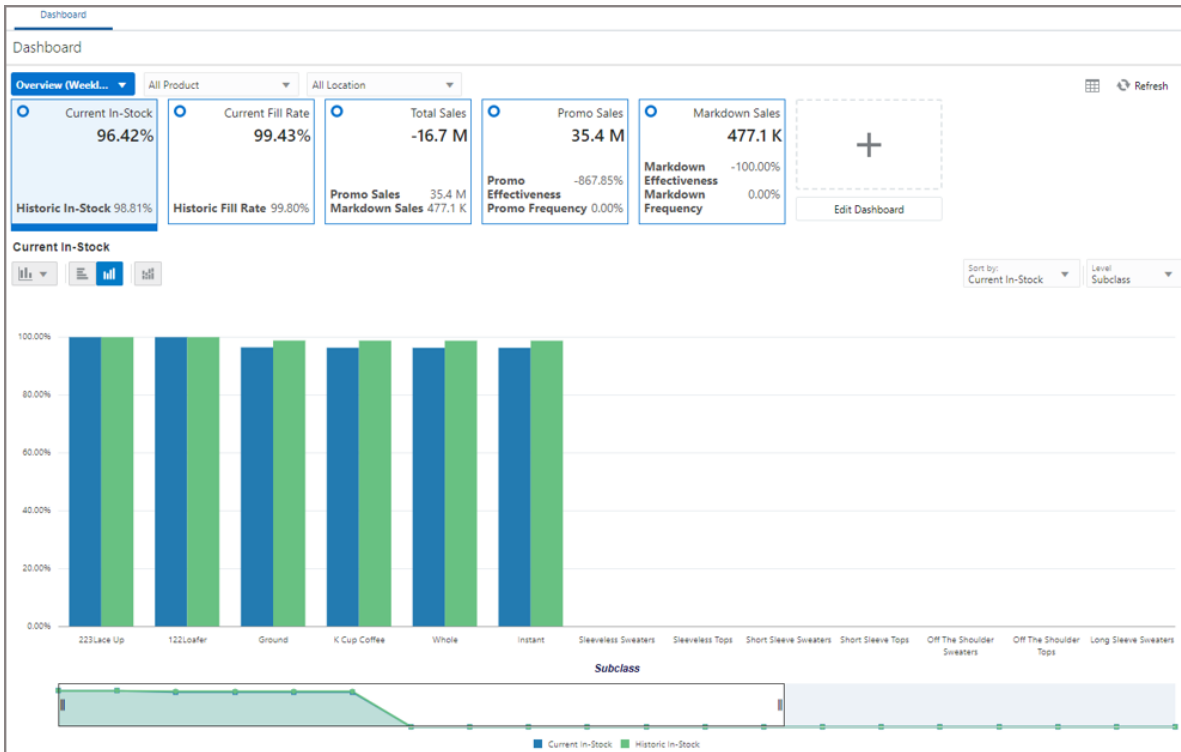 Dashboard
Dashboard
Overview (Weekl...
All Product
All Location
Refresh
Current In-Stock
96.42%
Historic In-Stock 98.81%
Current Fill Rate
99.43%
Historic Fill Rate 99.80%
Total Sales
-16.7 M
Promo Sales 35.4 M
Markdown Sales 477.1 K
Promo Sales
35.4 M
Promo -867.85%
Effectiveness
Promo Frequency 0.00%
Markdown Sales
477.1 K
Markdown -100.00%
Effectiveness
Markdown 0.00%
Frequency
+
Edit Dashboard
Current In-Stock
Sort by:
Current In-Stock
Level
Subclass
100.00%
80.00%
60.00%
40.00%
20.00%
0.00%
223Lace Up
122Loafer
Ground
K Cup Coffee
Whole
Instant
Sleeveless Sweaters
Sleeveless Tops
Short Sleeve Sweaters
Short Sleeve Tops
Off The Shoulder
Sweaters
Off The Shoulder
Tops
Long Sleeve Sweaters
Subclass
Current In-Stock
Historic In-Stock